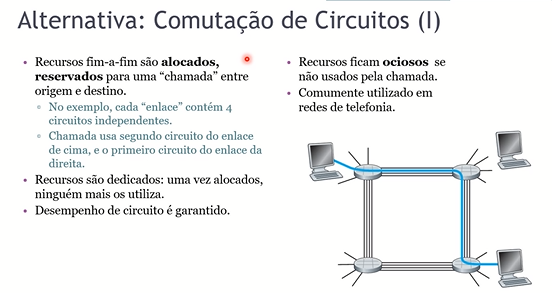 Alternativa: Comutação de Circuitos (I)
• Recursos fim-a-fim são alocados,
reservados para uma "chamada" entre
origem e destino.
▫ No exemplo, cada "enlace" contém 4
circuitos independentes.
▫ Chamada usa segundo circuito do enlace
de cima, e o primeiro circuito do enlace da
direita.
• Recursos são dedicados: uma vez alocados,
ninguém mais os utiliza.
• Desempenho de circuito é garantido.
• Recursos ficam ociosos se
não usados pela chamada.
• Comumente utilizado em
redes de telefonia.